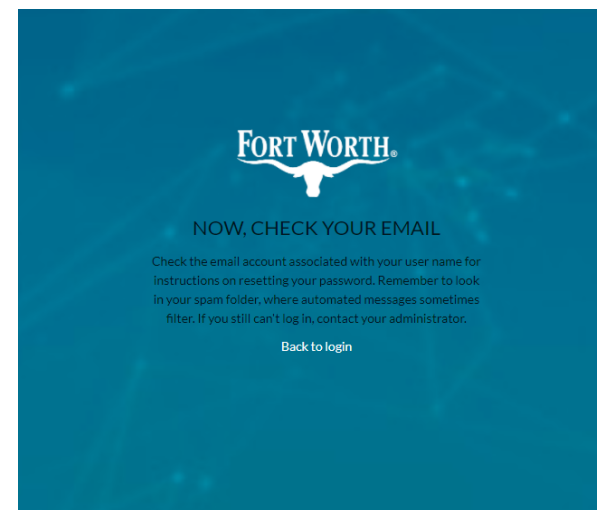 FORT WORTH®
NOW, CHECK YOUR EMAIL
Check the email account associated with your user name for
instructions on resetting your password. Remember to look
in your spam folder, where automated messages sometimes
filter. If you still can't log in, contact your administrator.
Back to login